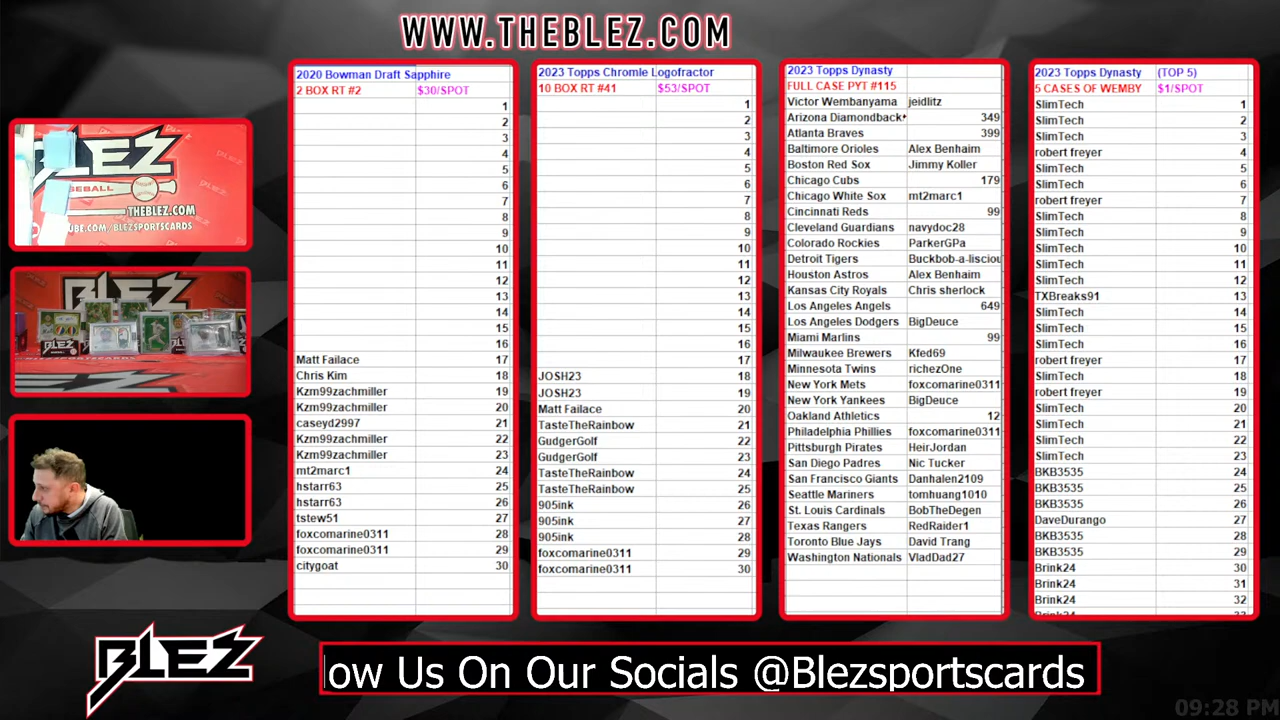 WWW.THEBLEZ.COM
2020 Bowman Draft Sapphire
2 BOX RT #2 $30/SPOT
1
2
3
4
5
6
7
8
9
10
11
12
13
14
15
16
Matt Failace 17
Chris Kim 18
Kzm99zachmiller 19
Kzm99zachmiller 20
caseyd2997 21
Kzm99zachmiller 22
Kzm99zachmiller 23
mt2marc1 24
hstarr63 25
hstarr63 26
tstew51 27
foxcomarine0311 28
foxcomarine0311 29
citygoat 30
2023 Topps Chromle Logofractor
10 BOX RT #41 $53/SPOT
1
2
3
4
5
6
7
8
9
10
11
12
13
14
15
16
17
JOSH23 18
JOSH23 19
Matt Failace 20
TasteTheRainbow 21
GudgerGolf 22
GudgerGolf 23
TasteTheRainbow 24
TasteTheRainbow 25
905ink 26
905ink 27
905ink 28
foxcomarine0311 29
foxcomarine0311 30
2023 Topps Dynasty
FULL CASE PYT #115
Victor Wembanyama jeidlitz
Arizona Diamondback 349
Atlanta Braves 399
Baltimore Orioles Alex Benhaim
Boston Red Sox Jimmy Koller
Chicago Cubs 179
Chicago White Sox mt2marc1
Cincinnati Reds 99
Cleveland Guardians navydoc28
Colorado Rockies ParkerGPa
Detroit Tigers Buckbob-a-lisciou
Houston Astros Alex Benhaim
Kansas City Royals Chris sherlock
Los Angeles Angels 649
Los Angeles Dodgers BigDeuce
Miami Marlins 99
Milwaukee Brewers Kfed69
Minnesota Twins richezOne
New York Mets foxcomarine0311
New York Yankees BigDeuce
Oakland Athletics 12
Philadelphia Phillies foxcomarine0311
Pittsburgh Pirates HeirJordan
San Diego Padres Nic Tucker
San Francisco Giants Danhalen2109
Seattle Mariners tomhuang1010
St. Louis Cardinals BobTheDegen
Texas Rangers RedRaider1
Toronto Blue Jays David Trang
Washington Nationals VladDad27
2023 Topps Dynasty (TOP 5)
5 CASES OF WEMBY $1/SPOT
SlimTech 1
SlimTech 2
SlimTech 3
robert freyer 4
SlimTech 5
SlimTech 6
robert freyer 7
SlimTech 8
SlimTech 9
SlimTech 10
SlimTech 11
SlimTech 12
TXBreaks91 13
SlimTech 14
SlimTech 15
SlimTech 16
robert freyer 17
SlimTech 18
robert freyer 19
SlimTech 20
SlimTech 21
SlimTech 22
SlimTech 23
BKB3535 24
BKB3535 25
BKB3535 26
DaveDurango 27
BKB3535 28
BKB3535 29
Brink24 30
Brink24 31
Brink24 32
BLEZ
THEBLEZ.COM
UBE.COM/BLEZSPORTSCARDS
BLEZ
BLEZ
low Us On Our Socials @Blezsportscards
09:28 PM